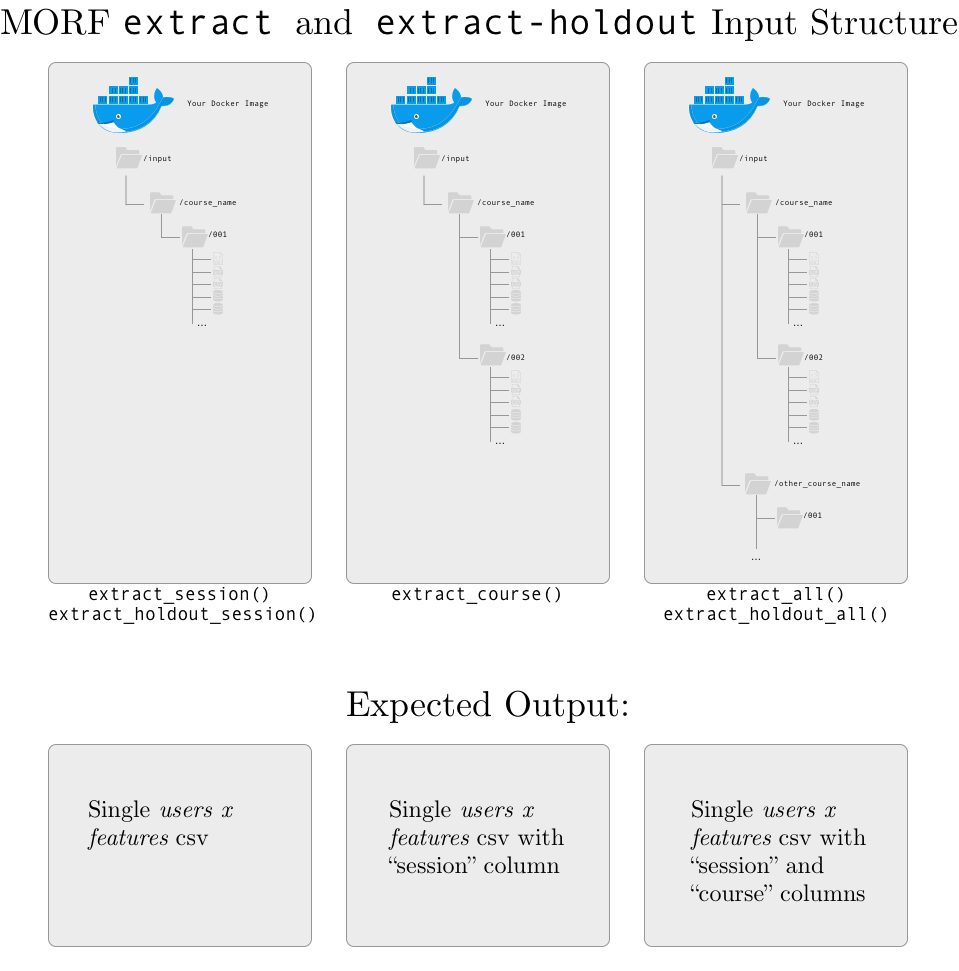 MORF extract and extract-holdout Input Structure
Your Docker Image
/input
/course_name
/001
...
extract_session()
extract_holdout_session()
Your Docker Image
/input
/course_name
/001
...
/002
...
extract_course()
Your Docker Image
/input
/course_name
/001
...
/002
...
/other_course_name
/001
...
extract_all()
extract_holdout_all()
Expected Output:
Single users x
features csv
Single users x
features csv with
“session” column
Single users x
features csv with
“session” and
“course” columns